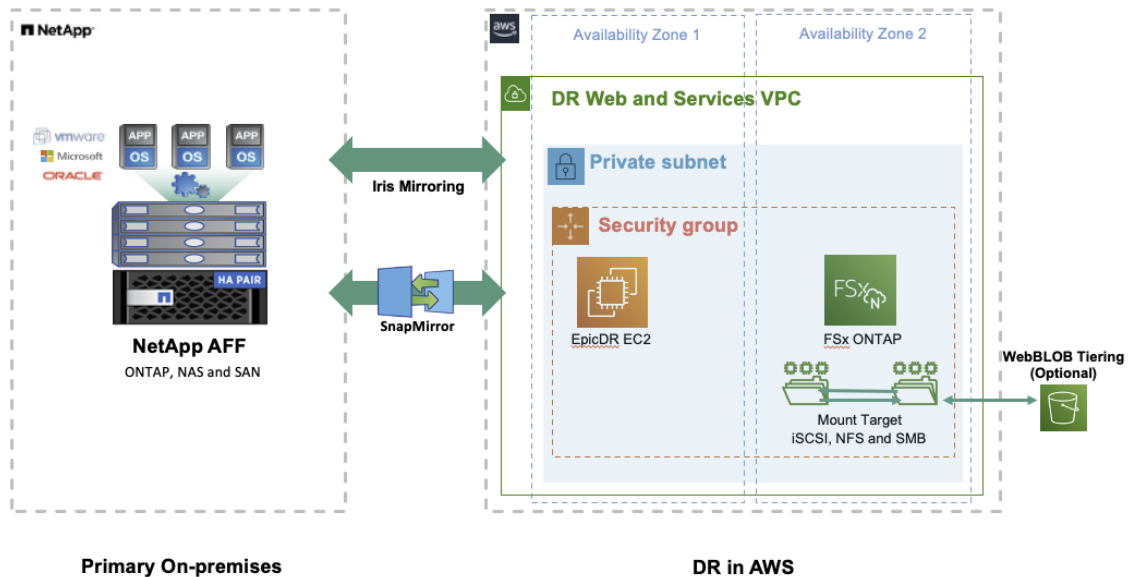 NetApp
vmware
Microsoft
ORACLE
APP
APP
APP
OS
OS
OS
HA PAIR
NetApp AFF
ONTAP, NAS and SAN
Iris Mirroring
SnapMirror
aws
Availability Zone 1
Availability Zone 2
DR Web and Services VPC
Private subnet
Security group
EpicDR EC2
FSx
N
FSx ONTAP
Mount Target
iSCSI, NFS and SMB
WebBLOB Tiering
(Optional)
Primary On-premises
DR in AWS